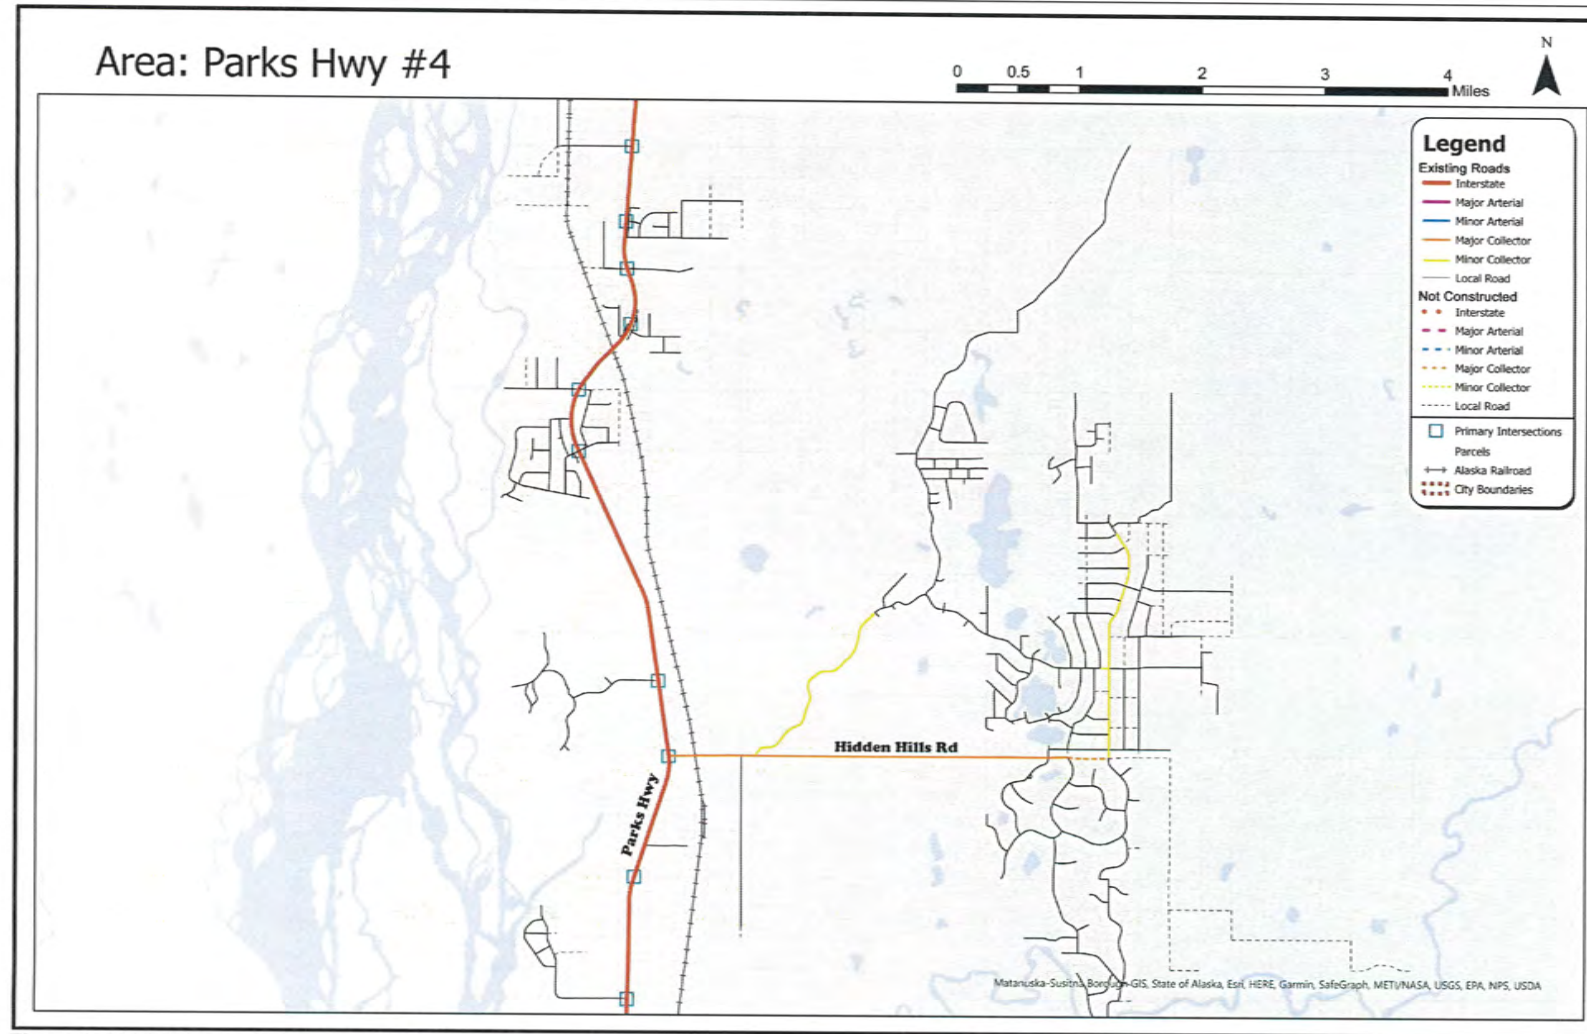 Area: Parks Hwy #4
0 0.5 1 2 3 4
Miles
N
Legend
Existing Roads
Interstate
Major Arterial
Minor Arterial
Major Collector
Minor Collector
Local Road
Not Constructed
Interstate
Major Arterial
Minor Arterial
Major Collector
Minor Collector
Local Road
Primary Intersections
Parcels
Alaska Railroad
City Boundaries
Hidden Hills Rd
Parks Hwy
Matanuska-Susitna Borough GIS, State of Alaska, Esri, HERE, Garmin, SafeGraph, METI/NASA, USGS, EPA, NPS, USDA